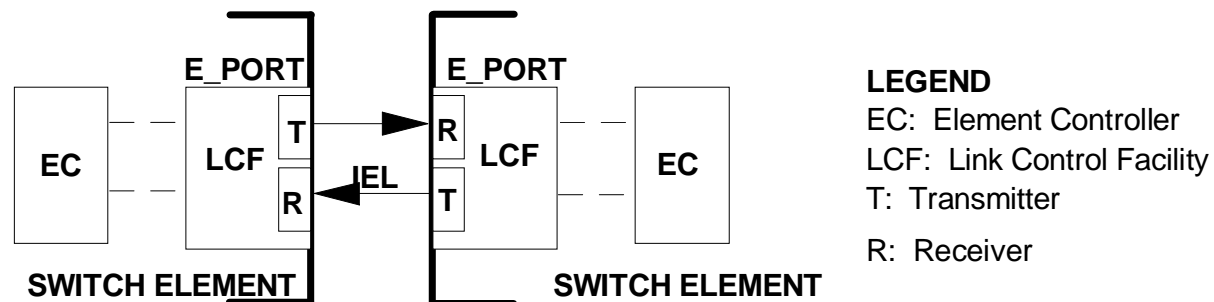 E_PORT
E_PORT
EC
LCF
T
R
IEL
R
T
LCF
EC
SWITCH ELEMENT
SWITCH ELEMENT
LEGEND
EC: Element Controller
LCF: Link Control Facility
T: Transmitter
R: Receiver